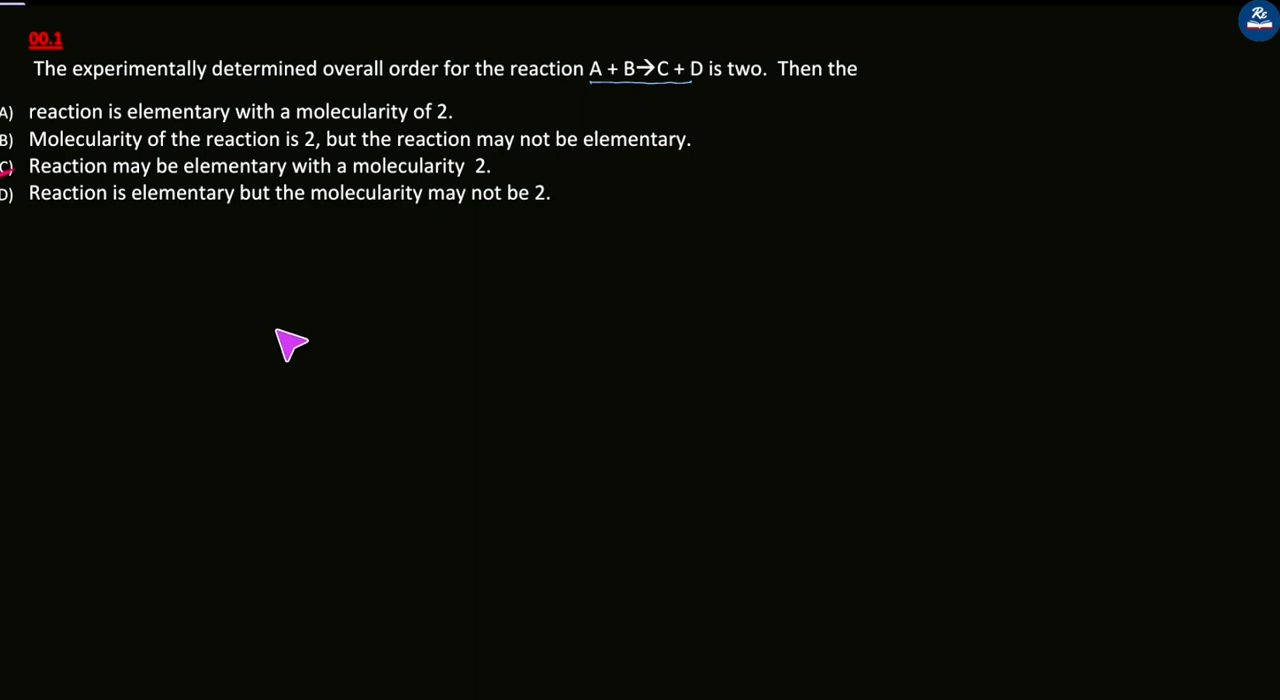 Re
00.1
The experimentally determined overall order for the reaction A + B→C + D is two. Then the
A) reaction is elementary with a molecularity of 2.
B) Molecularity of the reaction is 2, but the reaction may not be elementary.
C) Reaction may be elementary with a molecularity 2.
D) Reaction is elementary but the molecularity may not be 2.